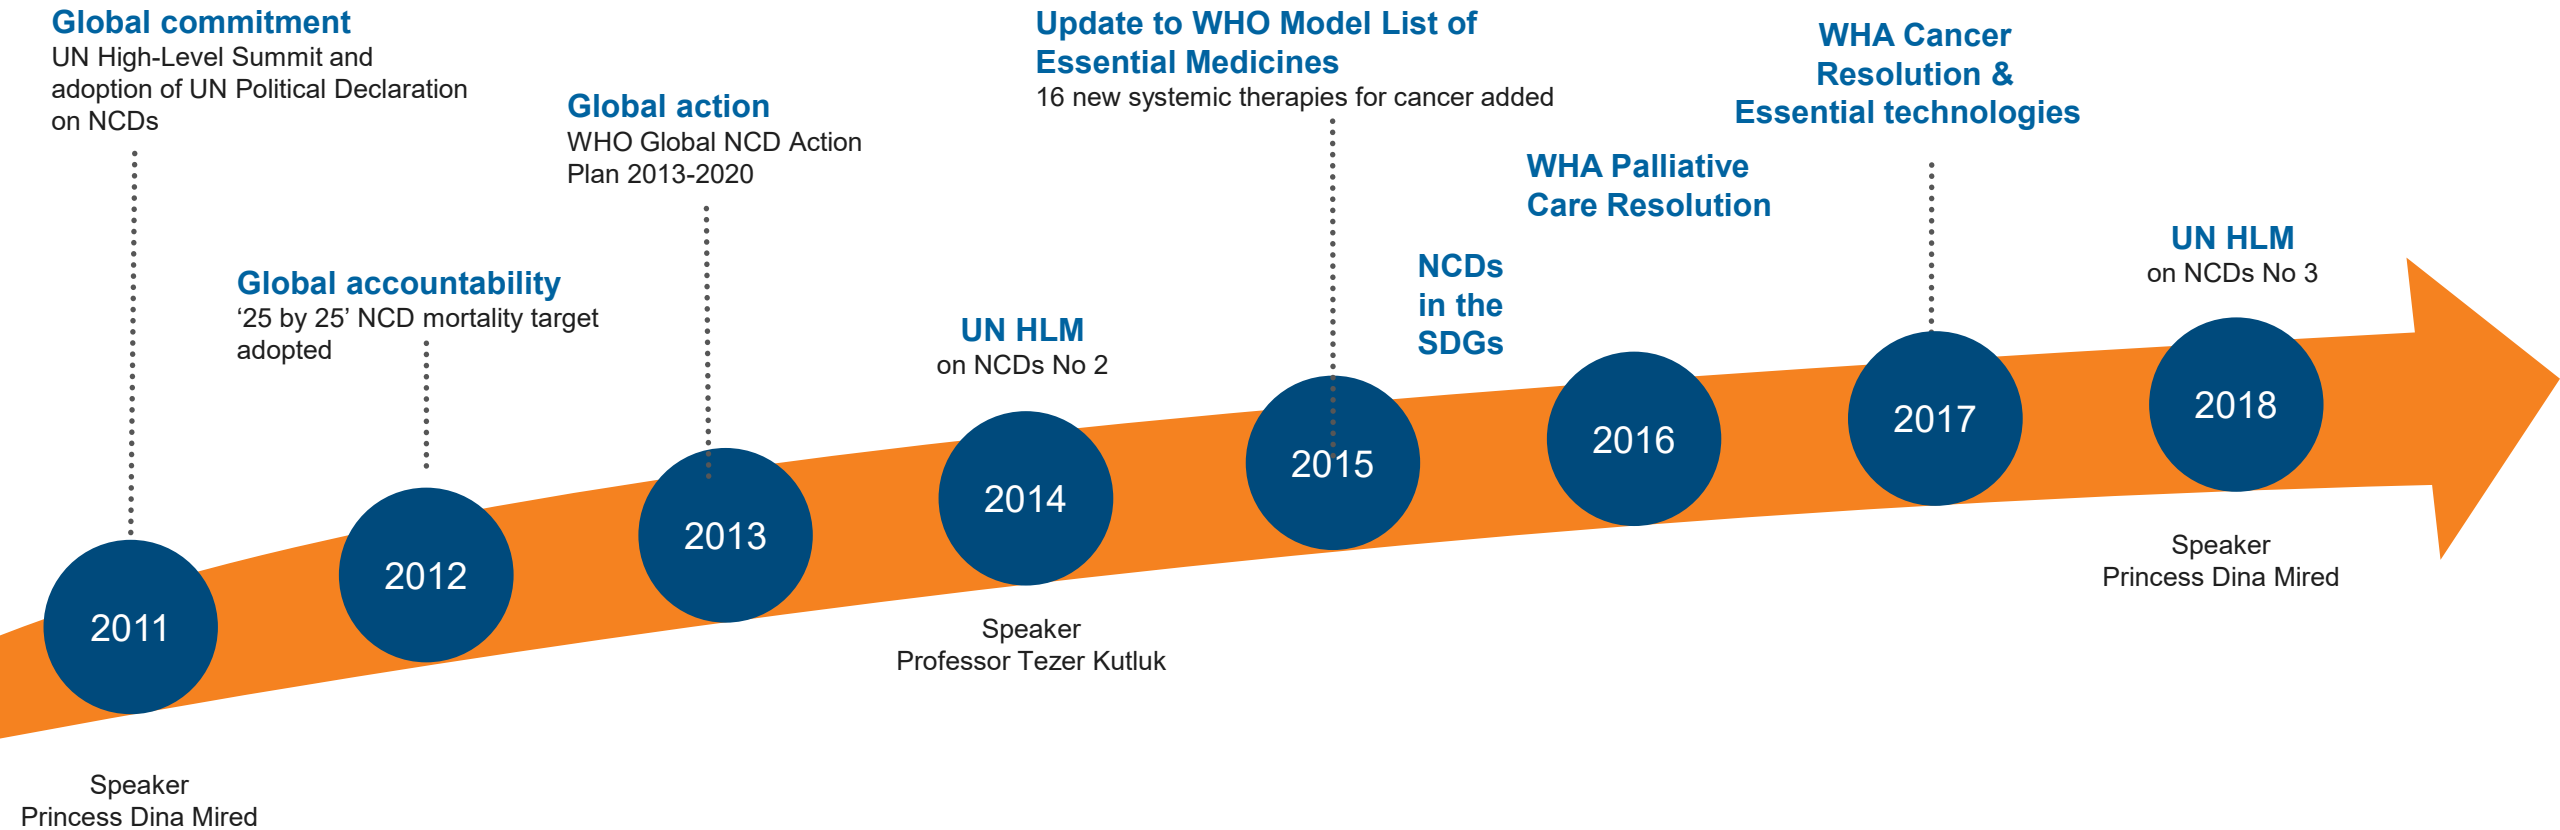 Global commitment
UN High-Level Summit and
adoption of UN Political Declaration
on NCDs
Global accountability
‘25 by 25’ NCD mortality target
adopted
Global action
WHO Global NCD Action
Plan 2013-2020
UN HLM
on NCDs No 2
Update to WHO Model List of
Essential Medicines
16 new systemic therapies for cancer added
NCDs
in the
SDGs
WHA Palliative
Care Resolution
WHA Cancer
Resolution &
Essential technologies
UN HLM
on NCDs No 3
2011
2012
2013
2014
2015
2016
2017
2018
Speaker
Princess Dina Mired
Speaker
Professor Tezer Kutluk
Speaker
Princess Dina Mired